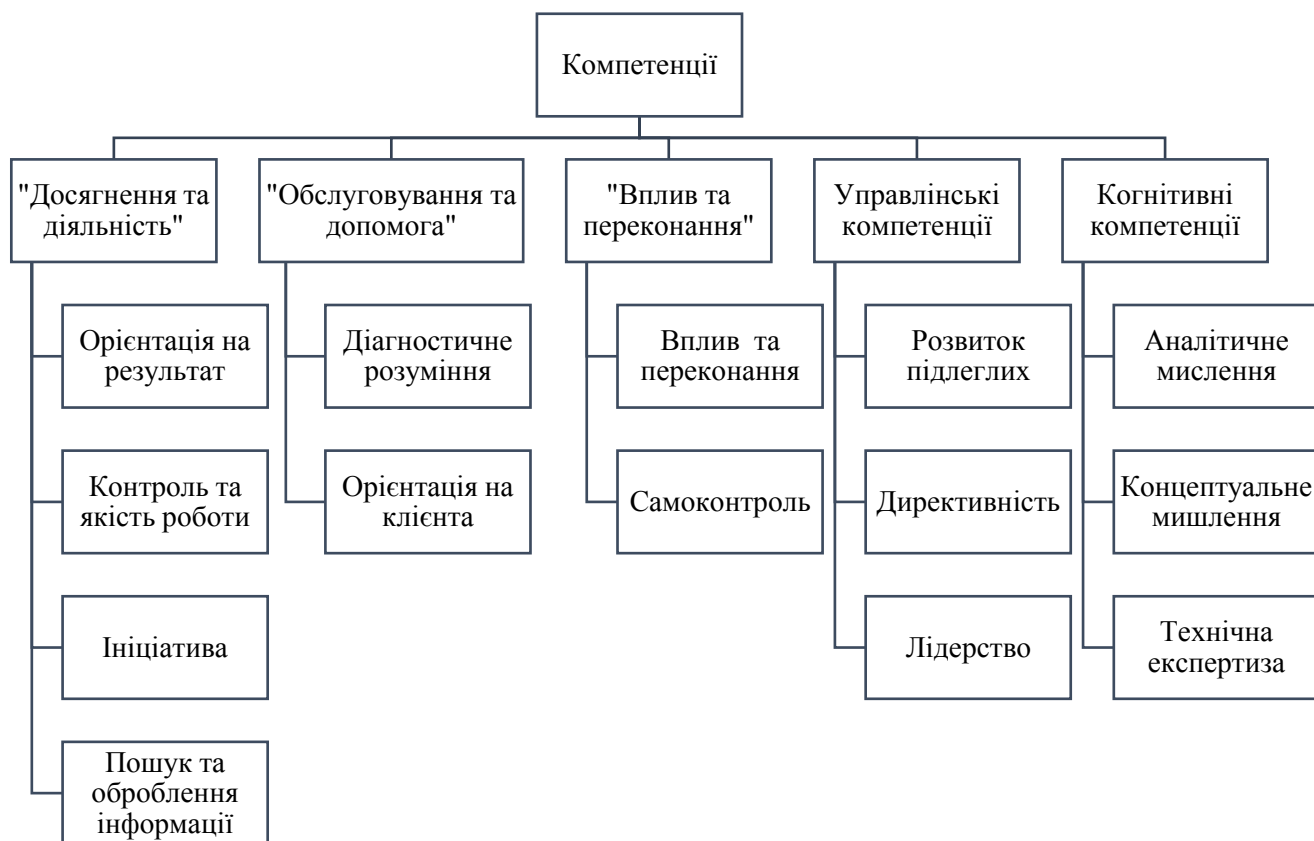 Компетенції
"Досягнення та
діяльність"
"Обслуговування та
допомога"
"Вплив та
переконання"
Управлінські
компетенції
Когнітивні
компетенції
Орієнтація на
результат
Контроль та
якість роботи
Ініціатива
Пошук та
оброблення
інформації
Діагностичне
розуміння
Орієнтація на
клієнта
Вплив та
переконання
Самоконтроль
Розвиток
підлеглих
Директивність
Лідерство
Аналітичне
мислення
Концептуальне
мишлення
Технічна
експертиза